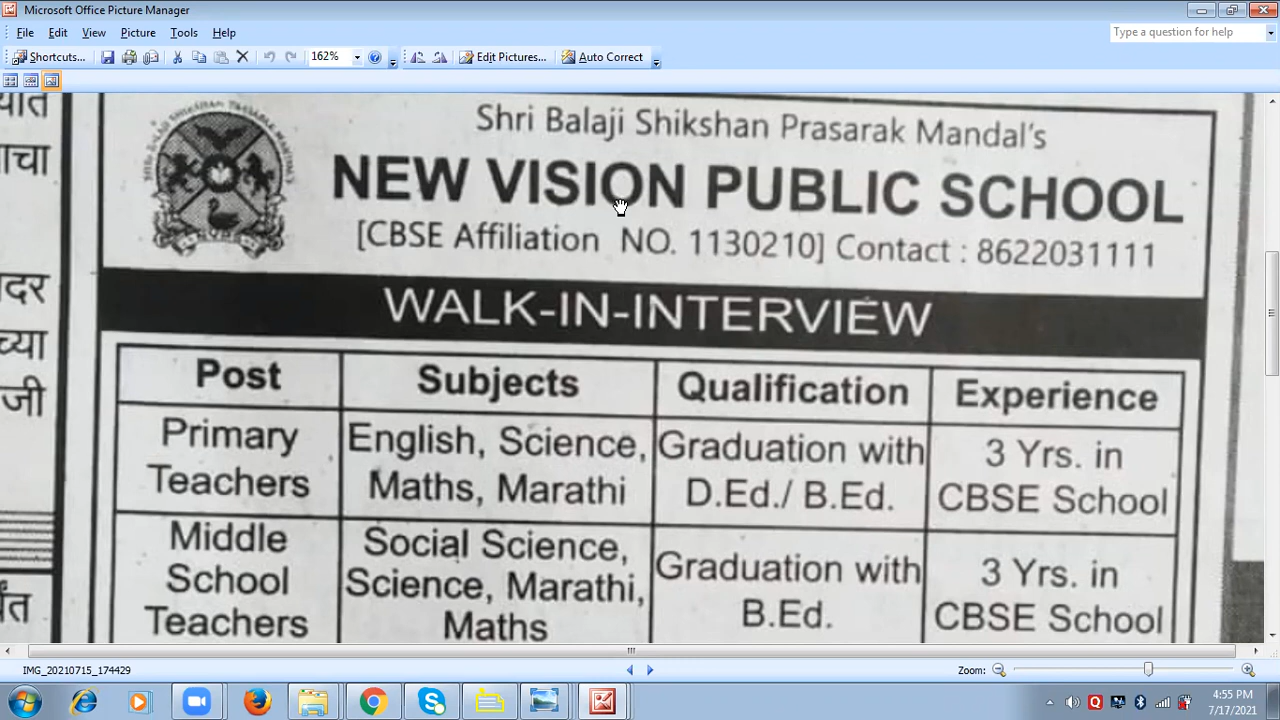 Microsoft Office Picture Manager
File Edit View Picture Tools Help
Type a question for help
Shortcuts... 162% Edit Pictures... Auto Correct
Shri Balaji Shikshan Prasarak Mandal's
NEW VISION PUBLIC SCHOOL
[CBSE Affiliation NO. 1130210] Contact : 8622031111
WALK-IN-INTERVIEW
Post Subjects Qualification Experience
Primary Teachers English, Science, Maths, Marathi Graduation with D.Ed./ B.Ed. 3 Yrs. in CBSE School
Middle School Teachers Social Science, Science, Marathi, Maths Graduation with B.Ed. 3 Yrs. in CBSE School
च्या
जी
IMG_20210715_174429
Zoom:
4:55 PM
7/17/2021